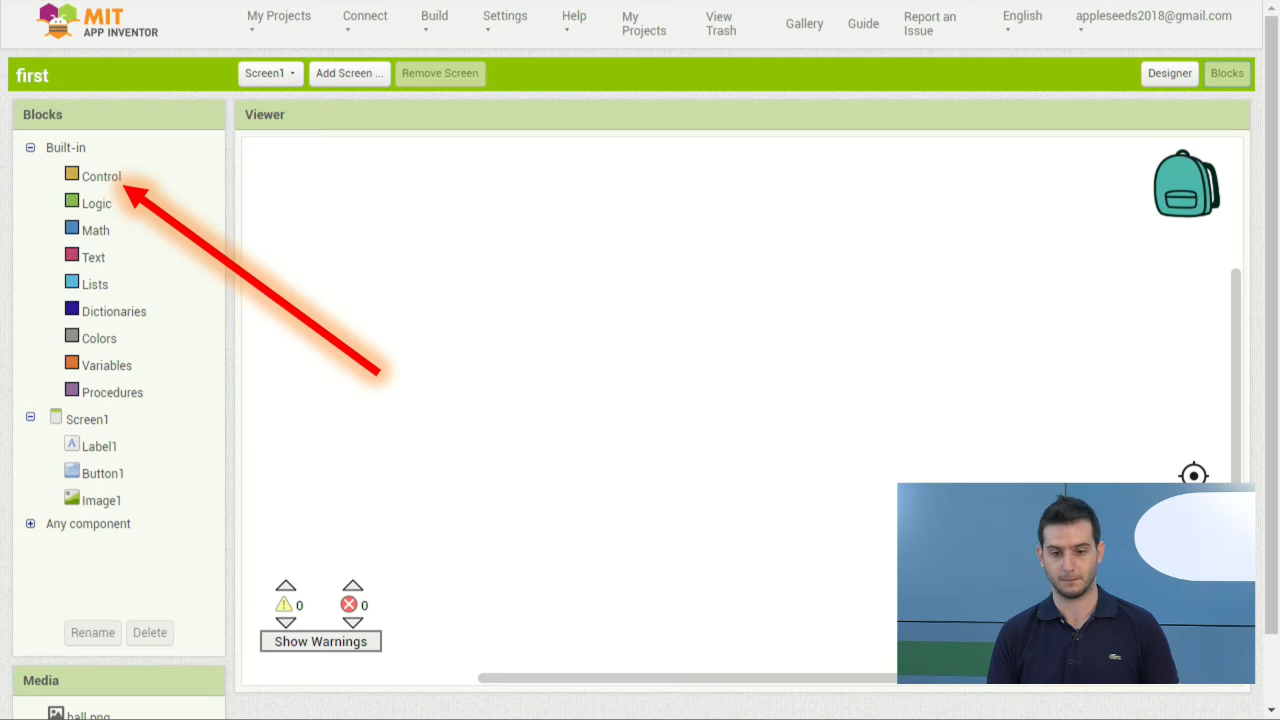 MIT
APP INVENTOR
My Projects
Connect
Build
Settings
Help
My
Projects
View
Trash
Gallery
Guide
Report an
Issue
English
appleseeds2018@gmail.com
first
Screen1
Add Screen ...
Remove Screen
Designer
Blocks
Blocks
Viewer
Built-in
Control
Logic
Math
Text
Lists
Dictionaries
Colors
Variables
Procedures
Screen1
A Label1
Button1
Image1
Any component
0
0
Show Warnings
Rename
Delete
Media
ball.png